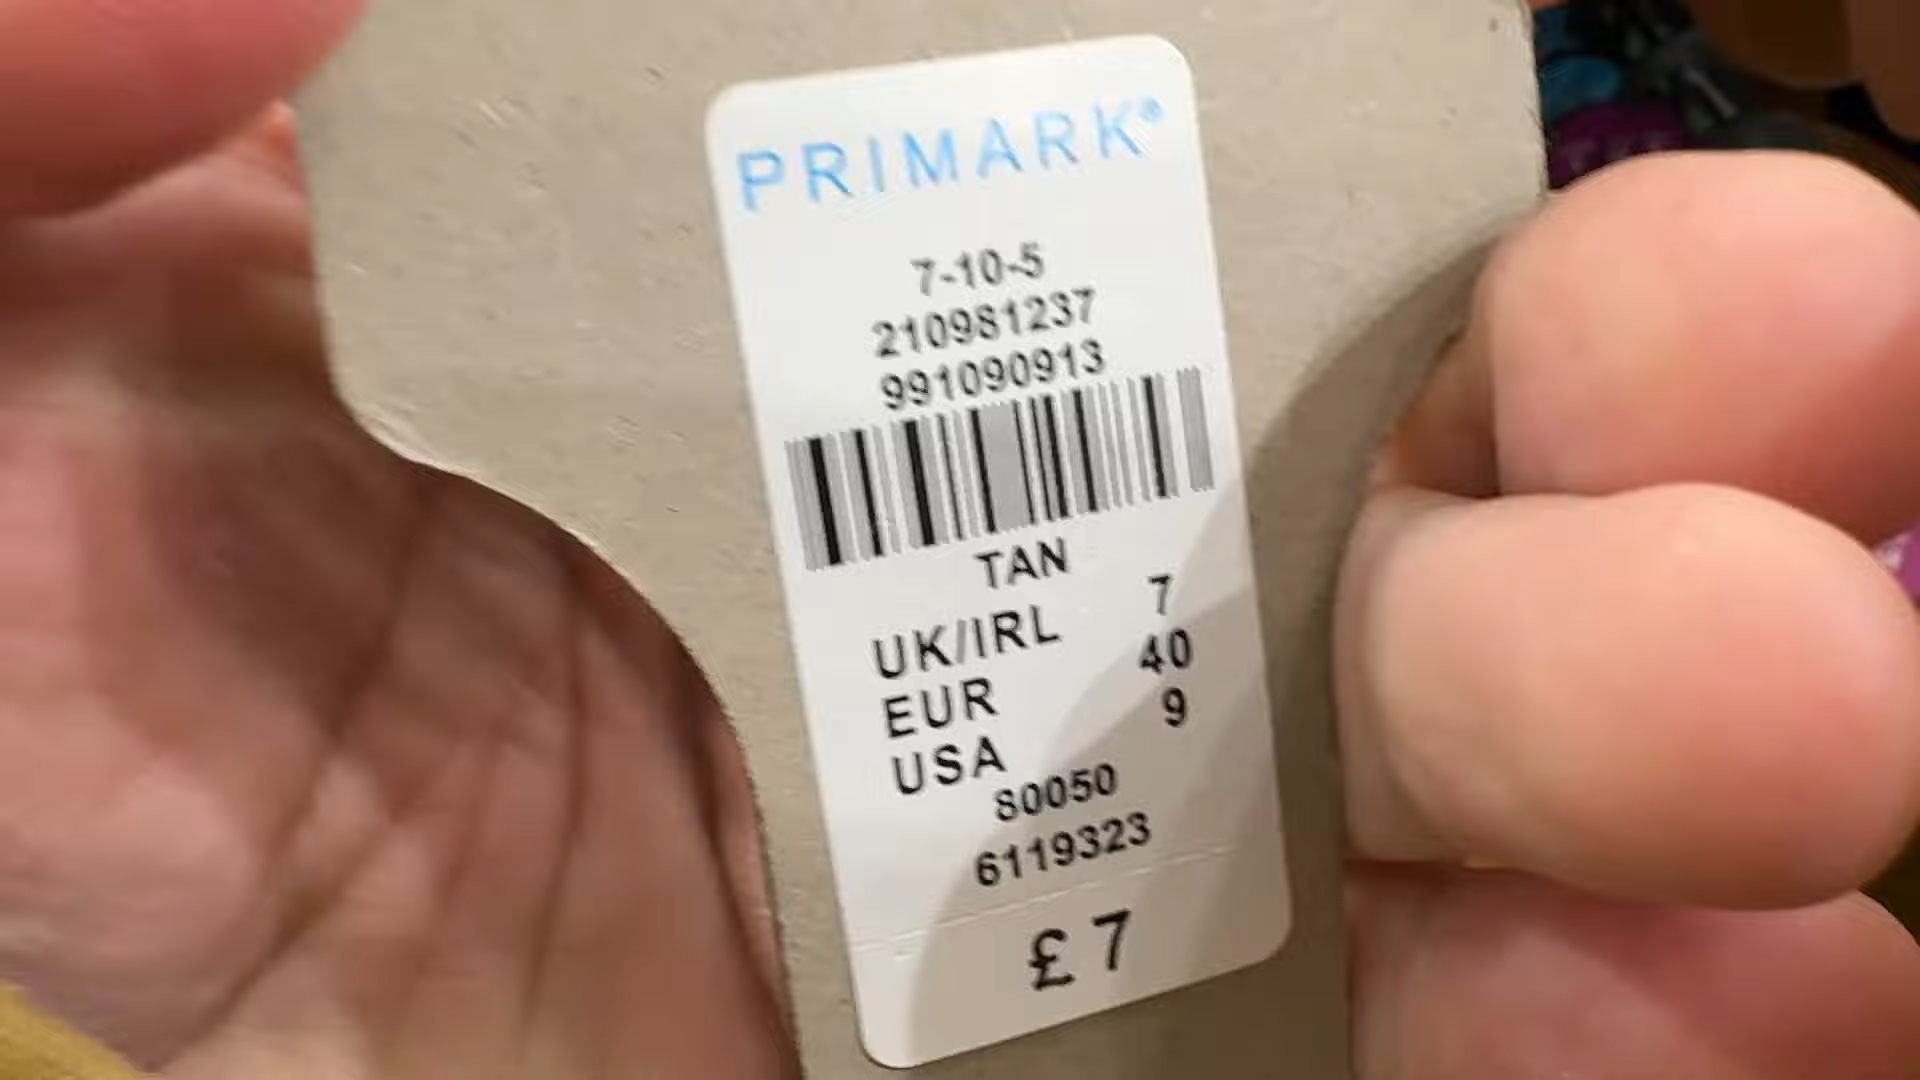 PRIMARK®
7-10-5
210981237
991090913
TAN
UK/IRL 7
EUR 40
USA 9
80050
6119323
£7